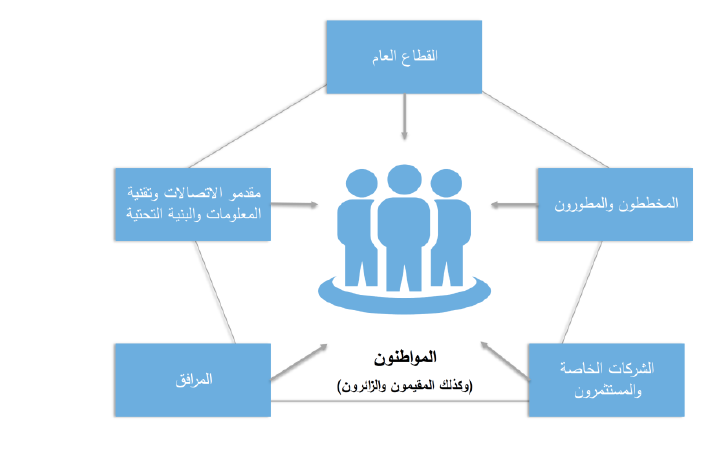 القطاع العام
مقدمو الاتصالات وتقنية
المعلومات والبنية التحتية
المخططون والمطورون
المواطنون
(وكذلك المقيمون والزائرون)
المرافق
الشركات الخاصة
والمستثمرون